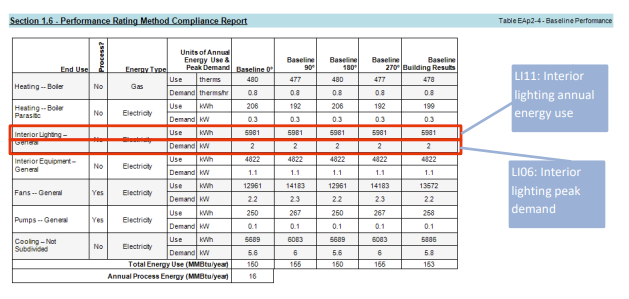 Section 1.6 - Performance Rating Method Compliance Report Table EAp2-4 - Baseline Performance
End Use Process? Energy Type Units of Annual Energy Use & Peak Demand Baseline 0° Baseline 90° Baseline 180° Baseline 270° Baseline Building Results
Heating -- Boiler No Gas Use therms 480 477 480 477 478
Demand therms/hr 0.8 0.8 0.8 0.8 0.8
Heating -- Boiler Parasitic No Electricity Use kWh 206 192 206 192 199
Demand kW 0.3 0.3 0.3 0.3 0.3
Interior Lighting -- General No Electricity Use kWh 5981 5981 5981 5981 5981
Demand kW 2 2 2 2 2
Interior Equipment -- General No Electricity Use kWh 4822 4822 4822 4822 4822
Demand kW 1.1 1.1 1.1 1.1 1.1
Fans -- General Yes Electricity Use kWh 12961 14183 12961 14183 13572
Demand kW 2.2 2.3 2.2 2.3 2.2
Pumps -- General Yes Electricity Use kWh 250 267 250 267 258
Demand kW 0.1 0.1 0.1 0.1 0.1
Cooling -- Not Subdivided No Electricity Use kWh 5689 6083 5689 6083 5886
Demand kW 5.6 6 5.6 6 5.8
Total Energy Use (MMBtu/year) 150 155 150 155 153
Annual Process Energy (MMBtu/year) 16
LI11: Interior
lighting annual
energy use
LI06: Interior
lighting peak
demand